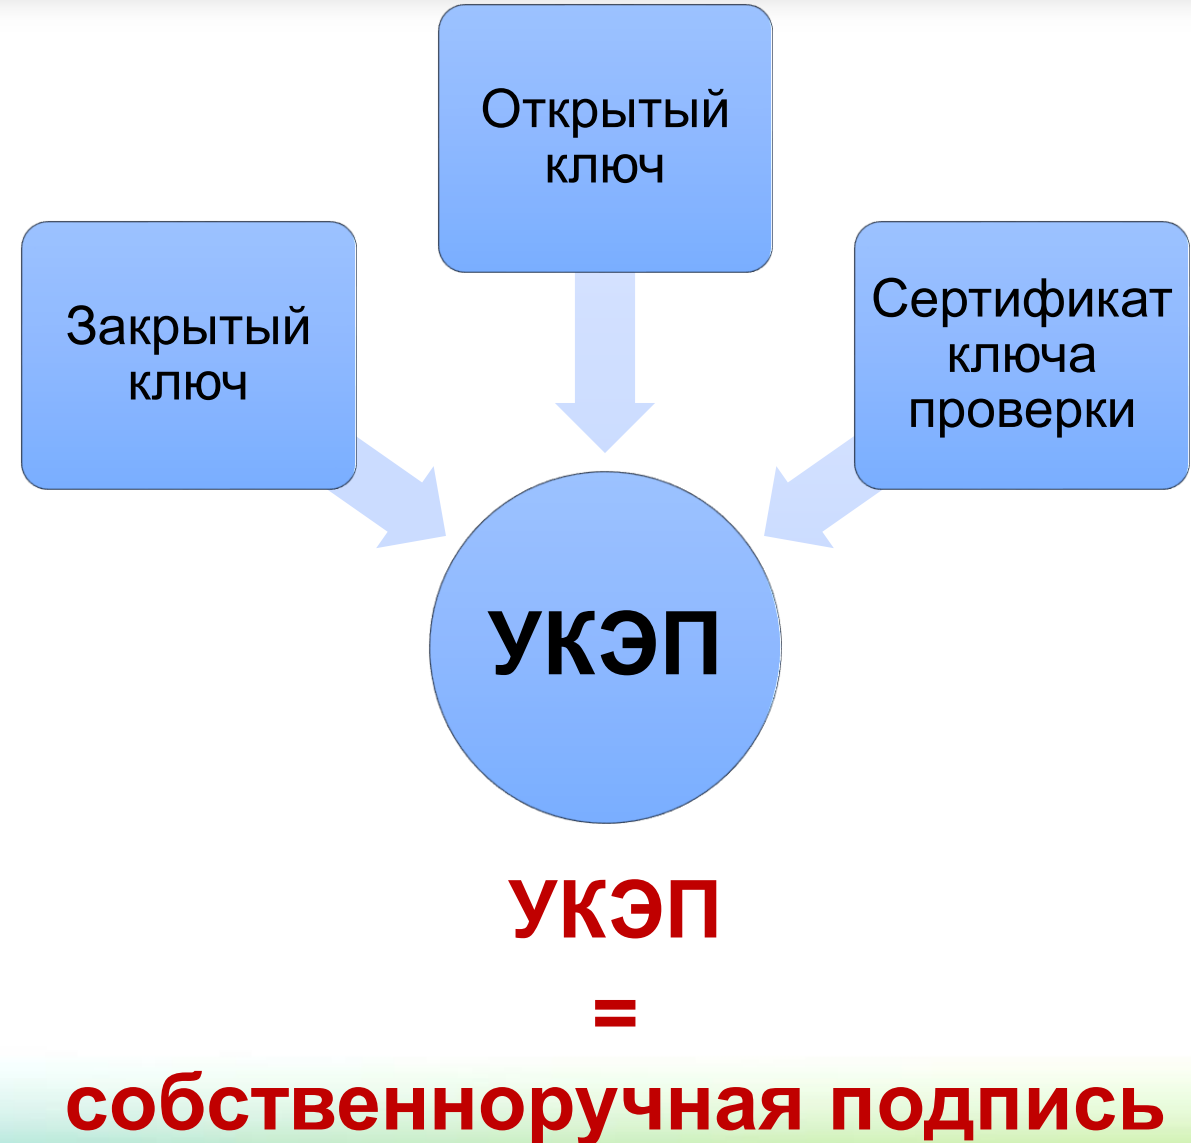 Открытый
ключ
Закрытый
ключ
Сертификат
ключа
проверки
УКЭП
УКЭП
=
собственноручная подпись